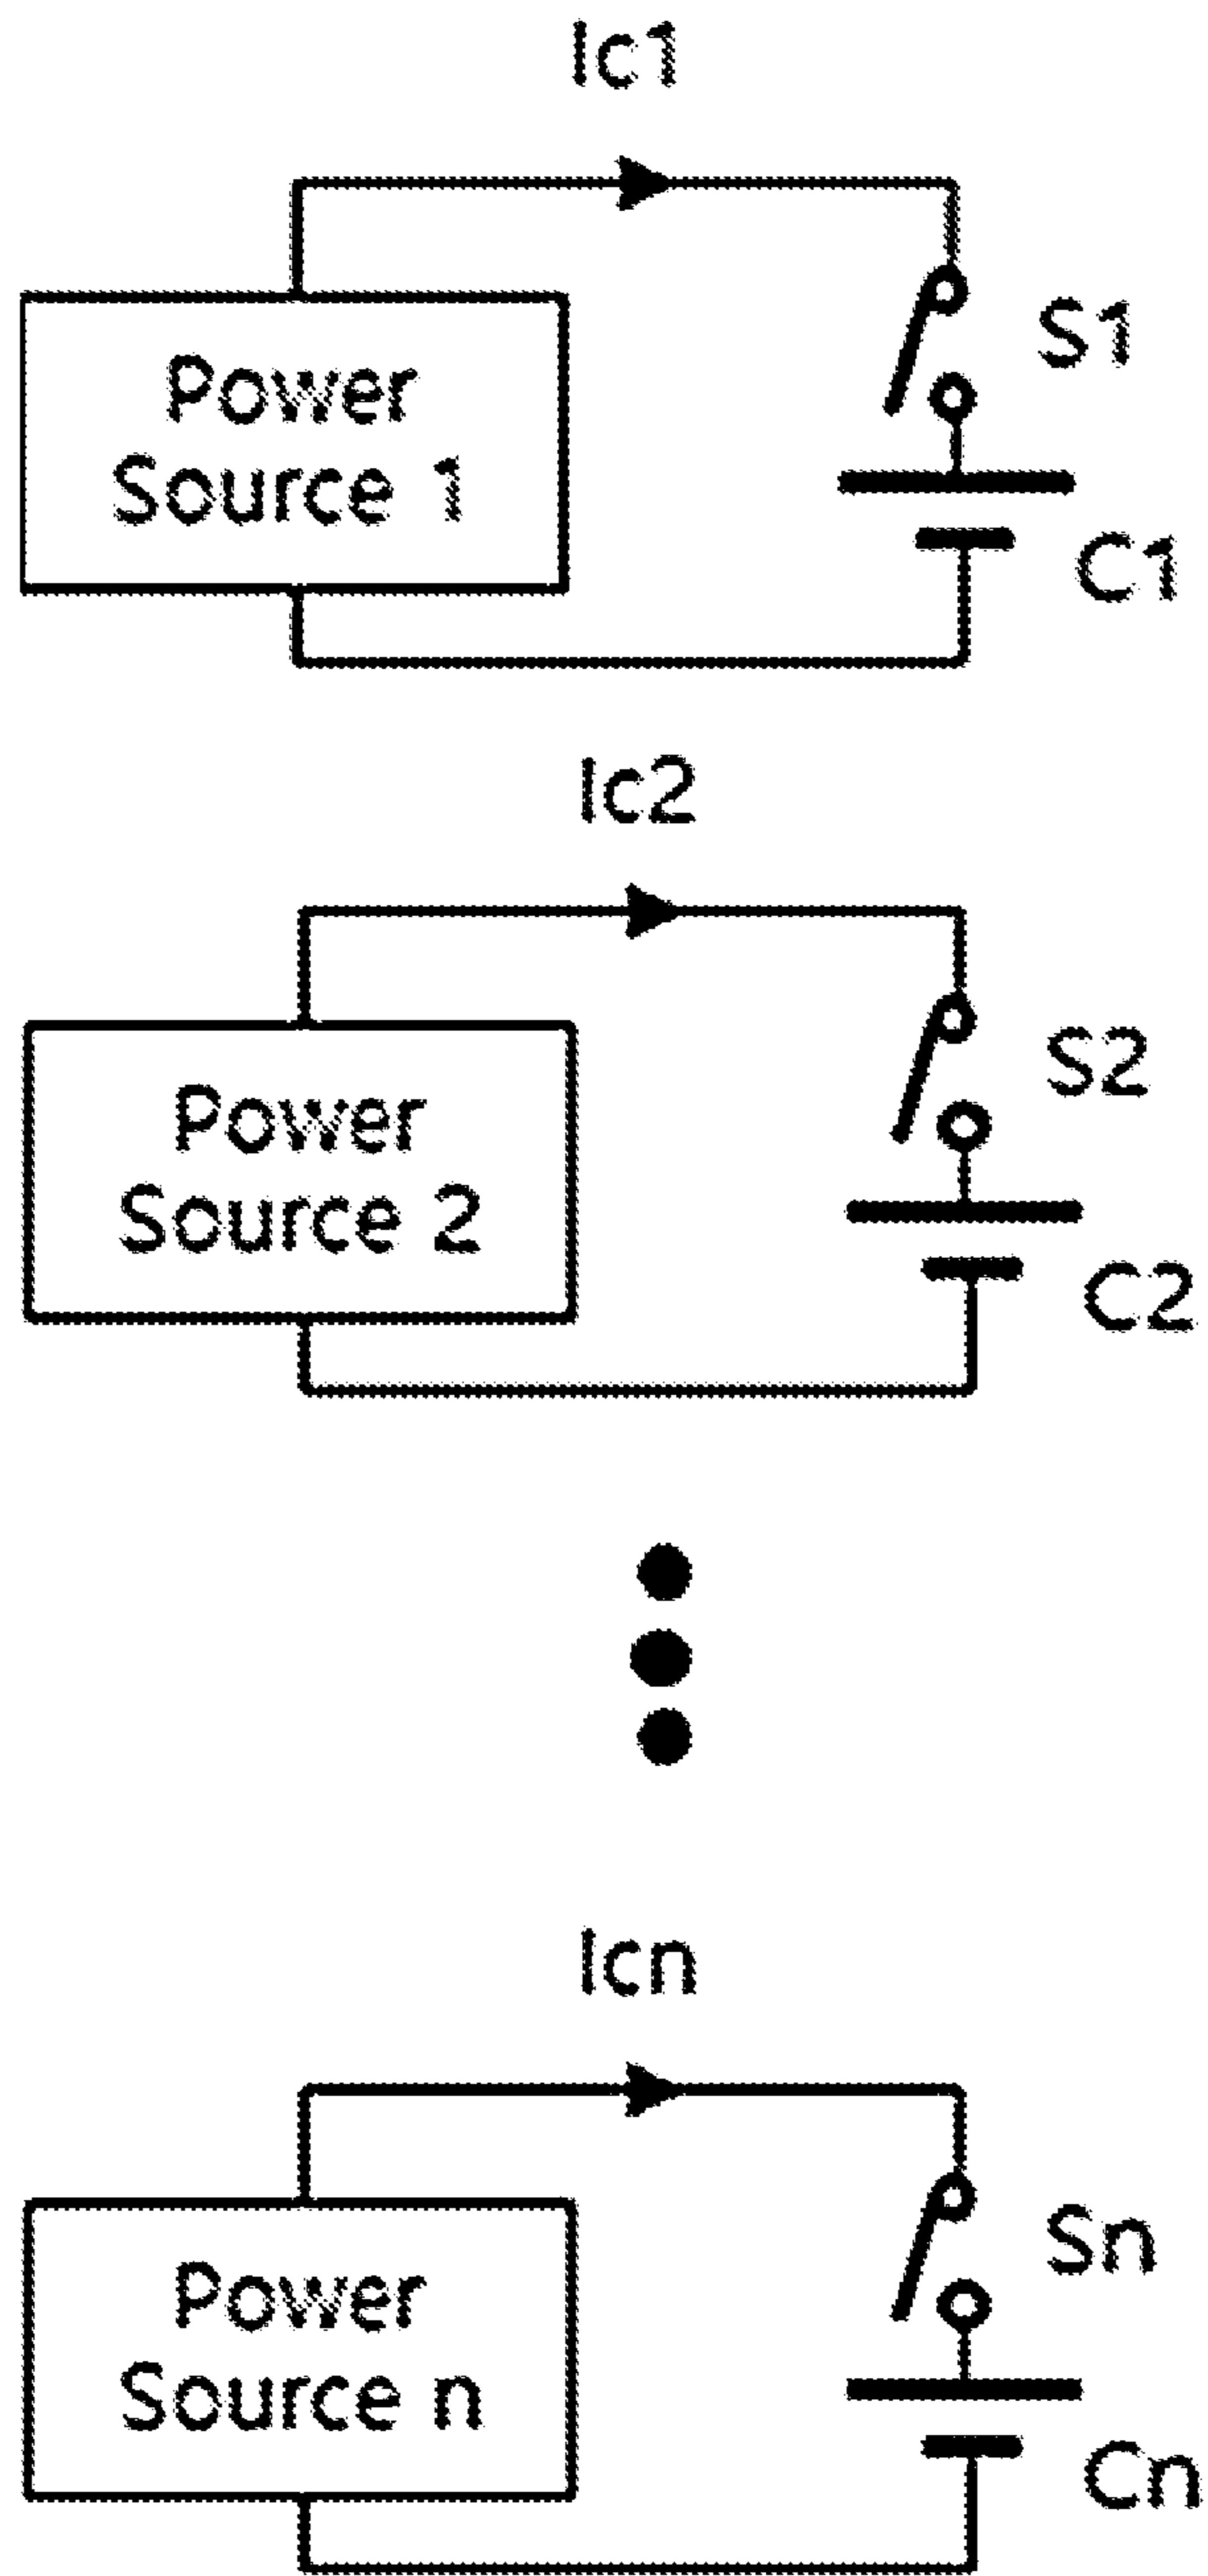 Ic1
Power
Source 1
S1
C1
Ic2
Power
Source 2
S2
C2
Icn
Power
Source n
Sn
Cn